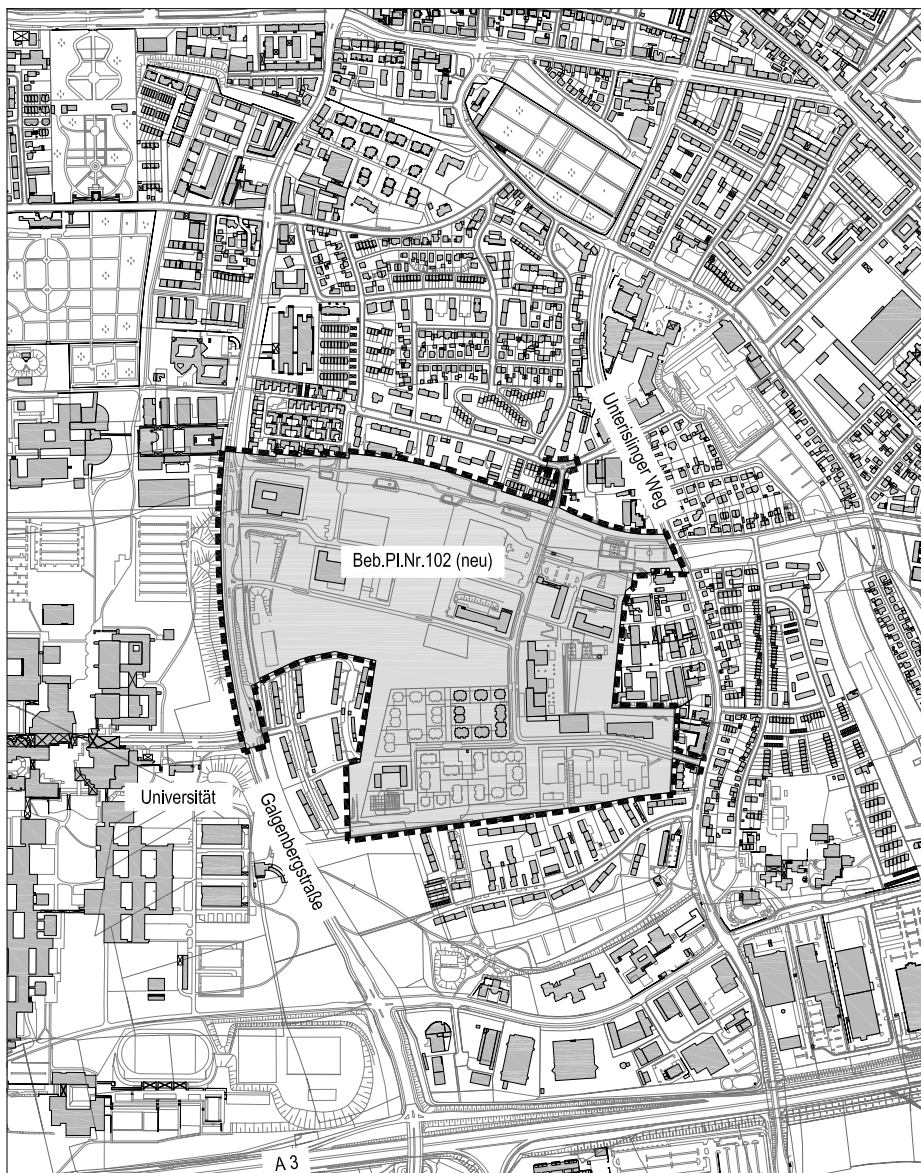 Unterislinger Weg
Beb.Pl.Nr.102 (neu)
Universität
Galgenbergstraße
A 3